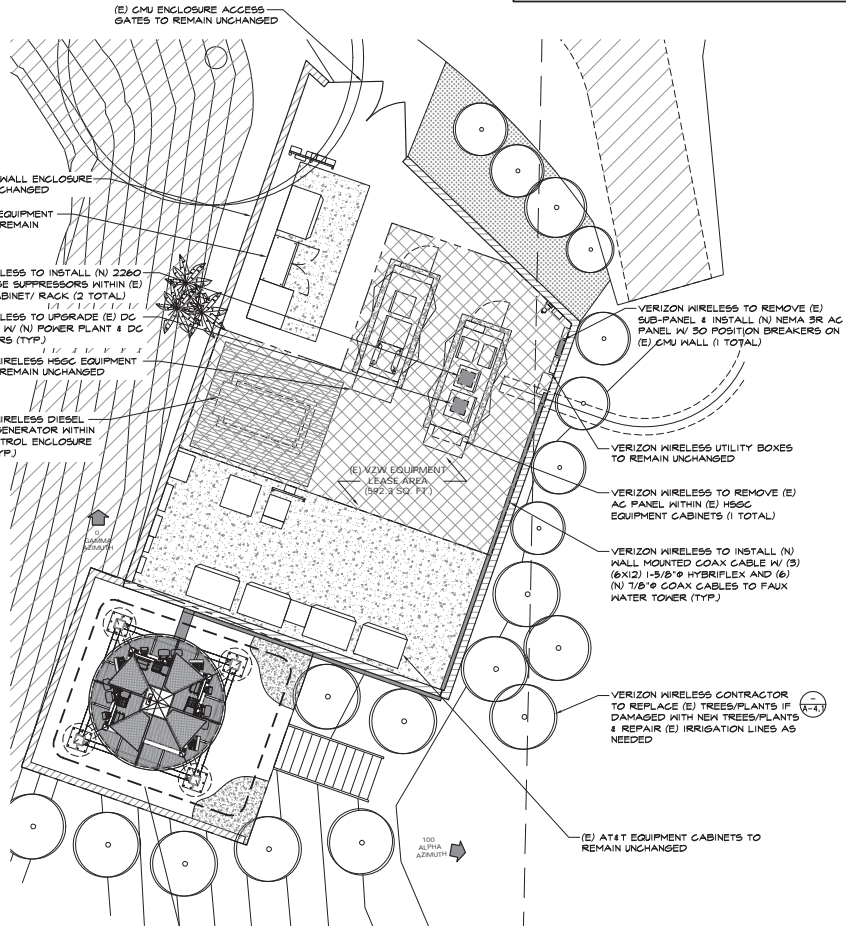 (E) CMU ENCLOSURE ACCESS
GATES TO REMAIN UNCHANGED
WALL ENCLOSURE
CHANGED
EQUIPMENT
REMAIN
LESS TO INSTALL (N) 2260
GE SUPPRESSORS WITHIN (E)
ABINET/ RACK (2 TOTAL)
LESS TO UPGRADE (E) DC
W/ (N) POWER PLANT & DC
RS (TYP.)
IRELESS HSGC EQUIPMENT
REMAIN UNCHANGED
IRELESS DIESEL
GENERATOR WITHIN
TROL ENCLOSURE
YP.)
(E) VZW EQUIPMENT
LEASE AREA
(592.3 SQ. FT.)
0
GAMMA
AZIMUTH
VERIZON WIRELESS TO REMOVE (E)
SUB-PANEL & INSTALL (N) NEMA 3R AC
PANEL W/ 30 POSITION BREAKERS ON
(E) CMU WALL (1 TOTAL)
VERIZON WIRELESS UTILITY BOXES
TO REMAIN UNCHANGED
VERIZON WIRELESS TO REMOVE (E)
AC PANEL WITHIN (E) HSGC
EQUIPMENT CABINETS (1 TOTAL)
VERIZON WIRELESS TO INSTALL (N)
WALL MOUNTED COAX CABLE W/ (3)
(6X12) 1-5/8"Φ HYBRIFLEX AND (6)
(N) 7/8"Φ COAX CABLES TO FAUX
WATER TOWER (TYP.)
VERIZON WIRELESS CONTRACTOR
TO REPLACE (E) TREES/PLANTS IF
DAMAGED WITH NEW TREES/PLANTS
& REPAIR (E) IRRIGATION LINES AS
NEEDED
-
A-4.1
100
ALPHA
AZIMUTH
(E) AT&T EQUIPMENT CABINETS TO
REMAIN UNCHANGED